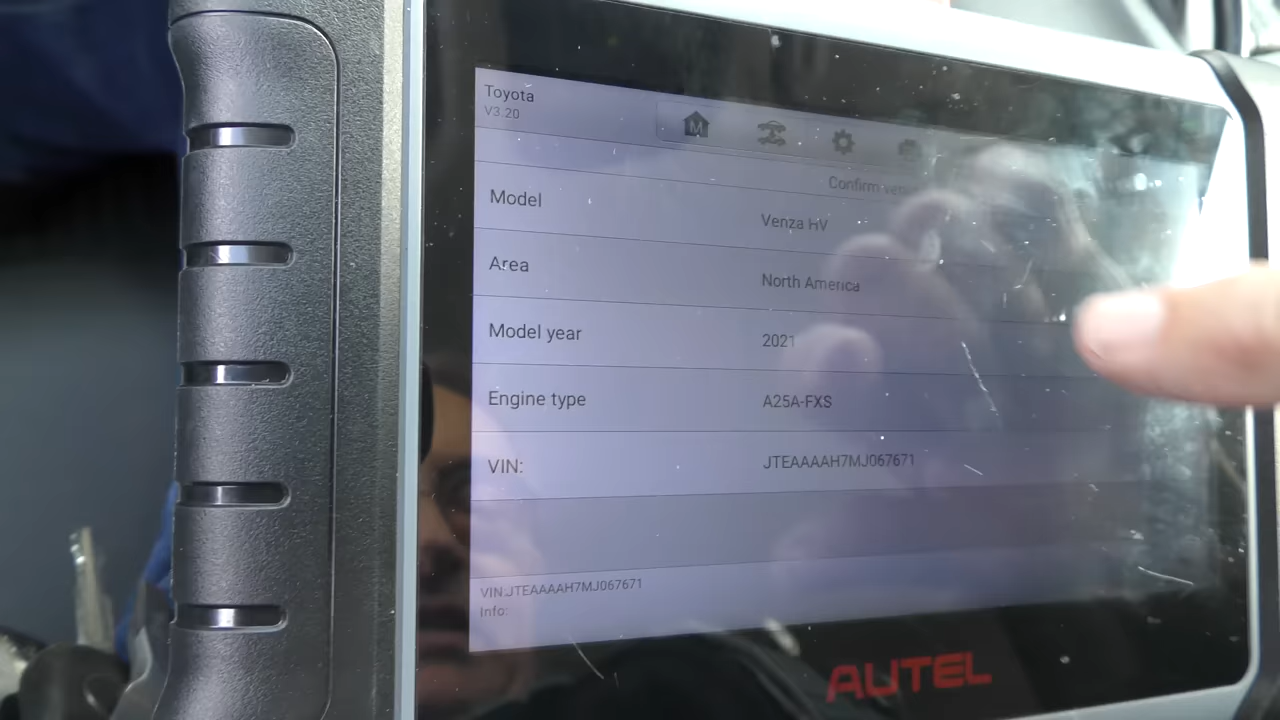 Toyota
V3.20
M
Confirm
Model Venza HV
Area North America
Model year 2021
Engine type A25A-FXS
VIN: JTEAAAAH7MJ067671
VIN:JTEAAAAH7MJ067671
Info:
AUTEL